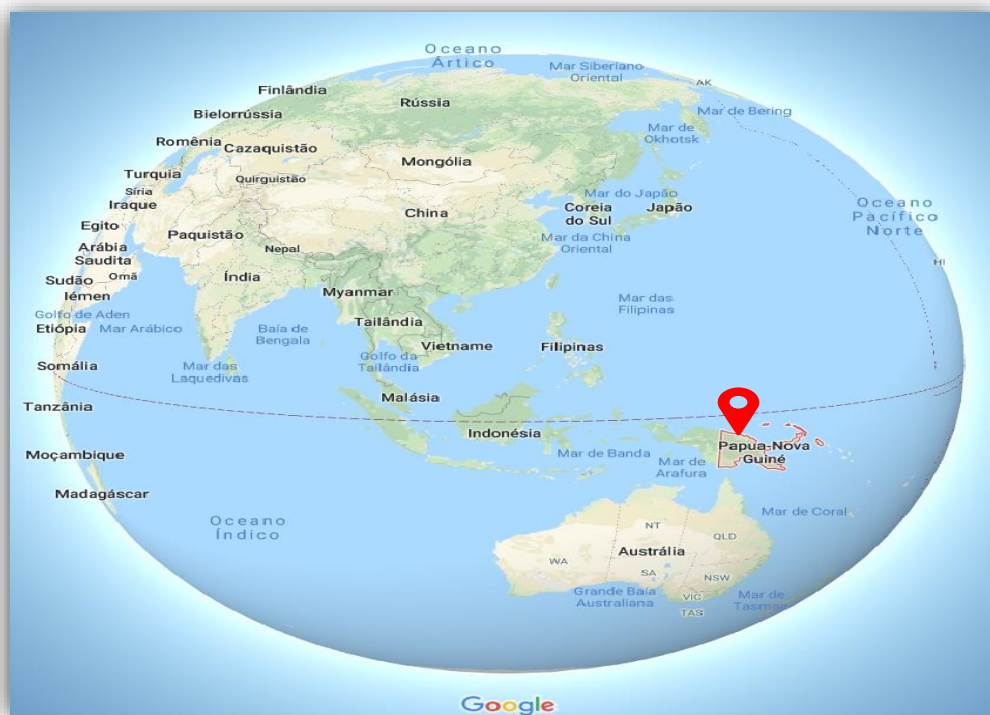 Oceano
Ártico
Mar Siberiano
Oriental
AK
Finlândia
Rússia
Mar de Bering
Bielorrússia
Mar de
Okhotsk
Romênia
Cazaquistão
Mongólia
Turquia
Quirguistão
Síria
Iraque
Mar do Japão
Coreia
do Sul
Japão
Oceano
Pacífico
Norte
China
Egito
Paquistão
Nepal
Mar da China
Oriental
Arábia
Saudita
Omã
Índia
HI
Sudão
Iémen
Myanmar
Mar das
Filipinas
Golfo de Aden
Etiópia
Mar Arábico
Baía de
Bengala
Tailândia
Vietname
Filipinas
Golfo da
Tailândia
Somália
Mar das
Laquedivas
Malásia
Tanzânia
Indonésia
Papua-Nova
Guiné
Moçambique
Mar de Banda
Mar de
Arafura
Madagáscar
Mar de Coral
Oceano
Índico
NT
QLD
Austrália
WA
SA
NSW
Grande Baía
Australiana
VIC
TAS
Mar de
Tasman
Google